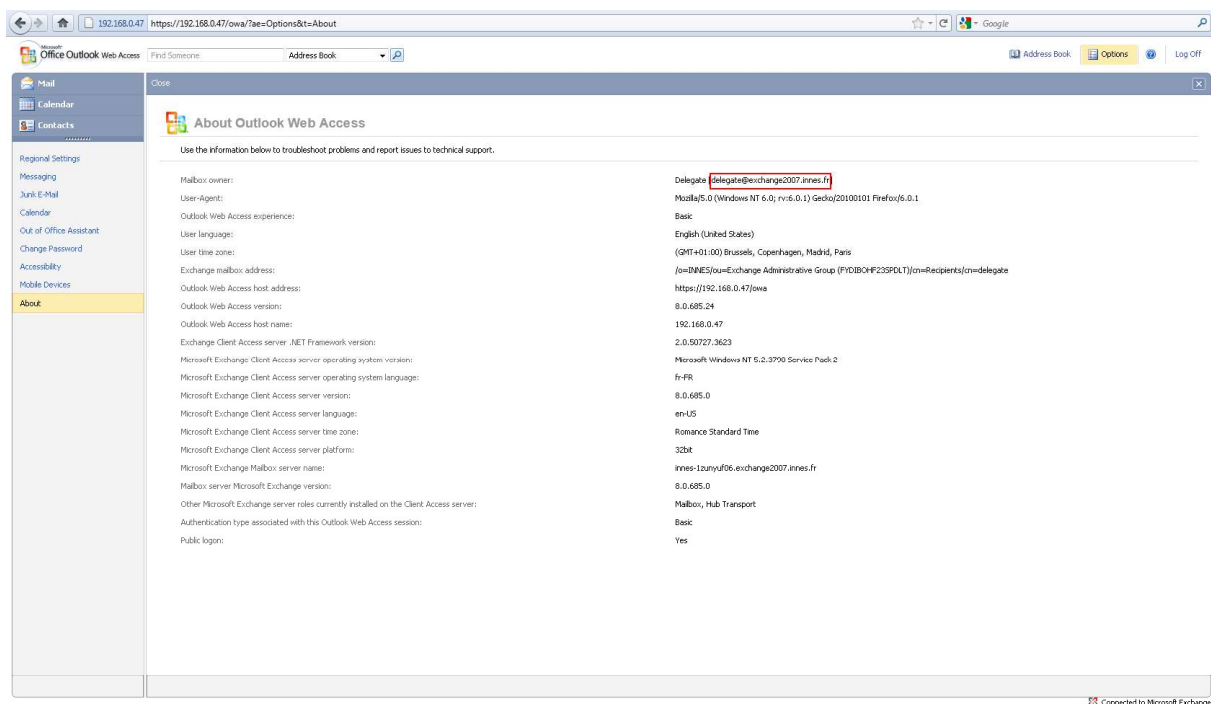 192.168.0.47 https://192.168.0.47/owa/?ae=Options&t=About Google
Microsoft
Office Outlook Web Access Find Someone Address Book Address Book Options Log Off
Mail
Close
Calendar
Contacts
About Outlook Web Access
Use the information below to troubleshoot problems and report issues to technical support.
Regional Settings
Messaging
Junk E-Mail
Calendar
Out of Office Assistant
Change Password
Accessibility
Mobile Devices
About
Mailbox owner: Delegate [delegate@exchange2007.innes.fr]
User-Agent: Mozilla/5.0 (Windows NT 6.0; rv:6.0.1) Gecko/20100101 Firefox/6.0.1
Outlook Web Access experience: Basic
User language: English (United States)
User time zone: (GMT+01:00) Brussels, Copenhagen, Madrid, Paris
Exchange mailbox address: /o=INNES/ou=Exchange Administrative Group (FYDIBOHF23SPDLT)/cn=Recipients/cn=delegate
Outlook Web Access host address: https://192.168.0.47/owa
Outlook Web Access version: 8.0.685.24
Outlook Web Access host name: 192.168.0.47
Exchange Client Access server .NET Framework version: 2.0.50727.3623
Microsoft Exchange Client Access server operating system version: Microsoft Windows NT 5.2.3790 Service Pack 2
Microsoft Exchange Client Access server operating system language: fr-FR
Microsoft Exchange Client Access server version: 8.0.685.0
Microsoft Exchange Client Access server language: en-US
Microsoft Exchange Client Access server time zone: Romance Standard Time
Microsoft Exchange Client Access server platform: 32bit
Microsoft Exchange Mailbox server name: innes-1zunyuf06.exchange2007.innes.fr
Mailbox server Microsoft Exchange version: 8.0.685.0
Other Microsoft Exchange server roles currently installed on the Client Access server: Mailbox, Hub Transport
Authentication type associated with this Outlook Web Access session: Basic
Public logon: Yes
Connected to Microsoft Exchange